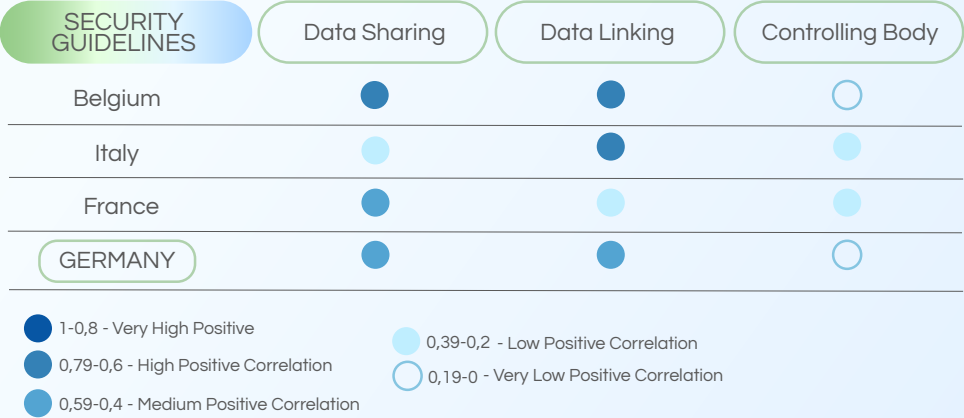 SECURITY
GUIDELINES
Data Sharing
Data Linking
Controlling Body
Belgium
Italy
France
GERMANY
1-0,8 - Very High Positive
0,79-0,6 - High Positive Correlation
0,59-0,4 - Medium Positive Correlation
0,39-0,2 - Low Positive Correlation
0,19-0 - Very Low Positive Correlation